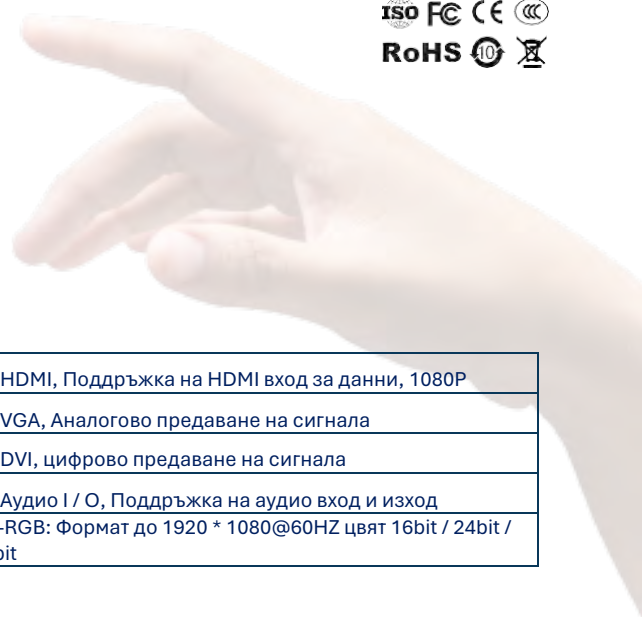 ISO FC CE CCC
RoHS 10
HDMI, Поддръжка на HDMI вход за данни, 1080P
VGA, Аналогово предаване на сигнала
DVI, цифрово предаване на сигнала
Аудио I / O, Поддръжка на аудио вход и изход
-RGB: Формат до 1920 * 1080@60HZ цвят 16bit / 24bit /
bit